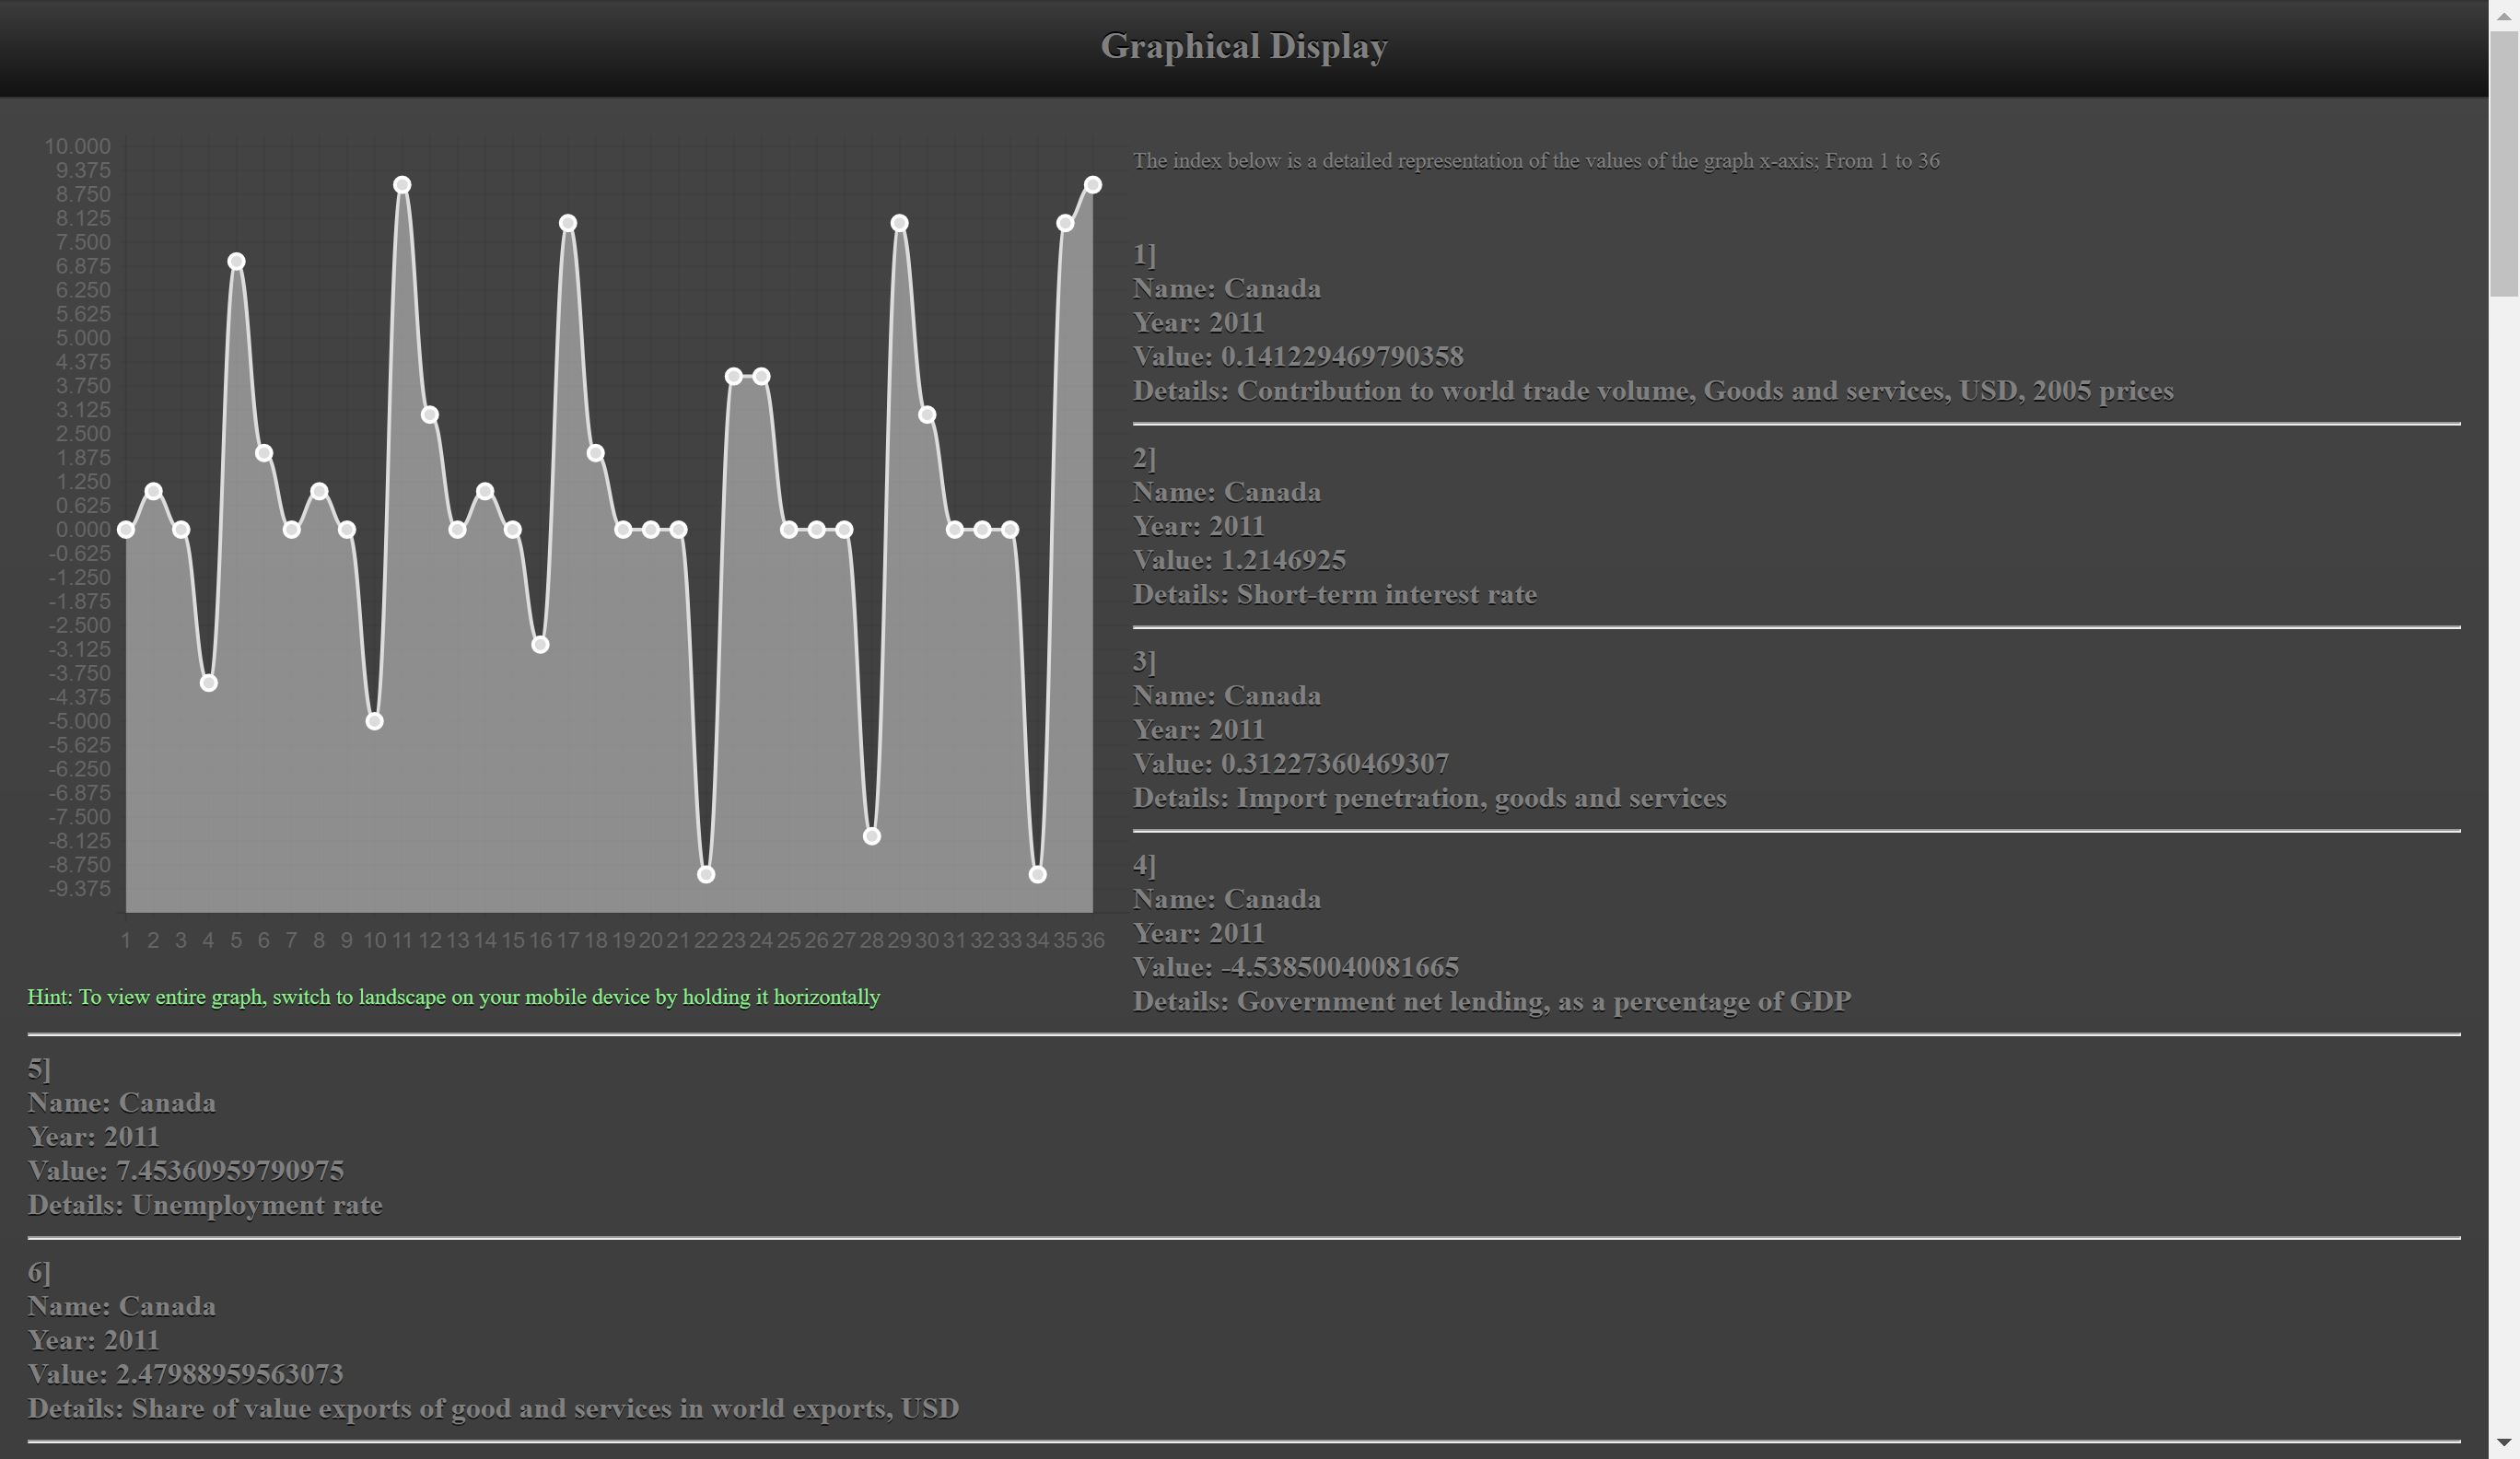 Graphical Display
10.000
9.375
8.750
8.125
7.500
6.875
6.250
5.625
5.000
4.375
3.750
3.125
2.500
1.875
1.250
0.625
0.000
-0.625
-1.250
-1.875
-2.500
-3.125
-3.750
-4.375
-5.000
-5.625
-6.250
-6.875
-7.500
-8.125
-8.750
-9.375
1 2 3 4 5 6 7 8 9 10 11 12 13 14 15 16 17 18 19 20 21 22 23 24 25 26 27 28 29 30 31 32 33 34 35 36
Hint: To view entire graph, switch to landscape on your mobile device by holding it horizontally
The index below is a detailed representation of the values of the graph x-axis; From 1 to 36
1]
Name: Canada
Year: 2011
Value: 0.141229469790358
Details: Contribution to world trade volume, Goods and services, USD, 2005 prices
2]
Name: Canada
Year: 2011
Value: 1.2146925
Details: Short-term interest rate
3]
Name: Canada
Year: 2011
Value: 0.31227360469307
Details: Import penetration, goods and services
4]
Name: Canada
Year: 2011
Value: -4.53850040081665
Details: Government net lending, as a percentage of GDP
5]
Name: Canada
Year: 2011
Value: 7.45360959790975
Details: Unemployment rate
6]
Name: Canada
Year: 2011
Value: 2.47988959563073
Details: Share of value exports of good and services in world exports, USD